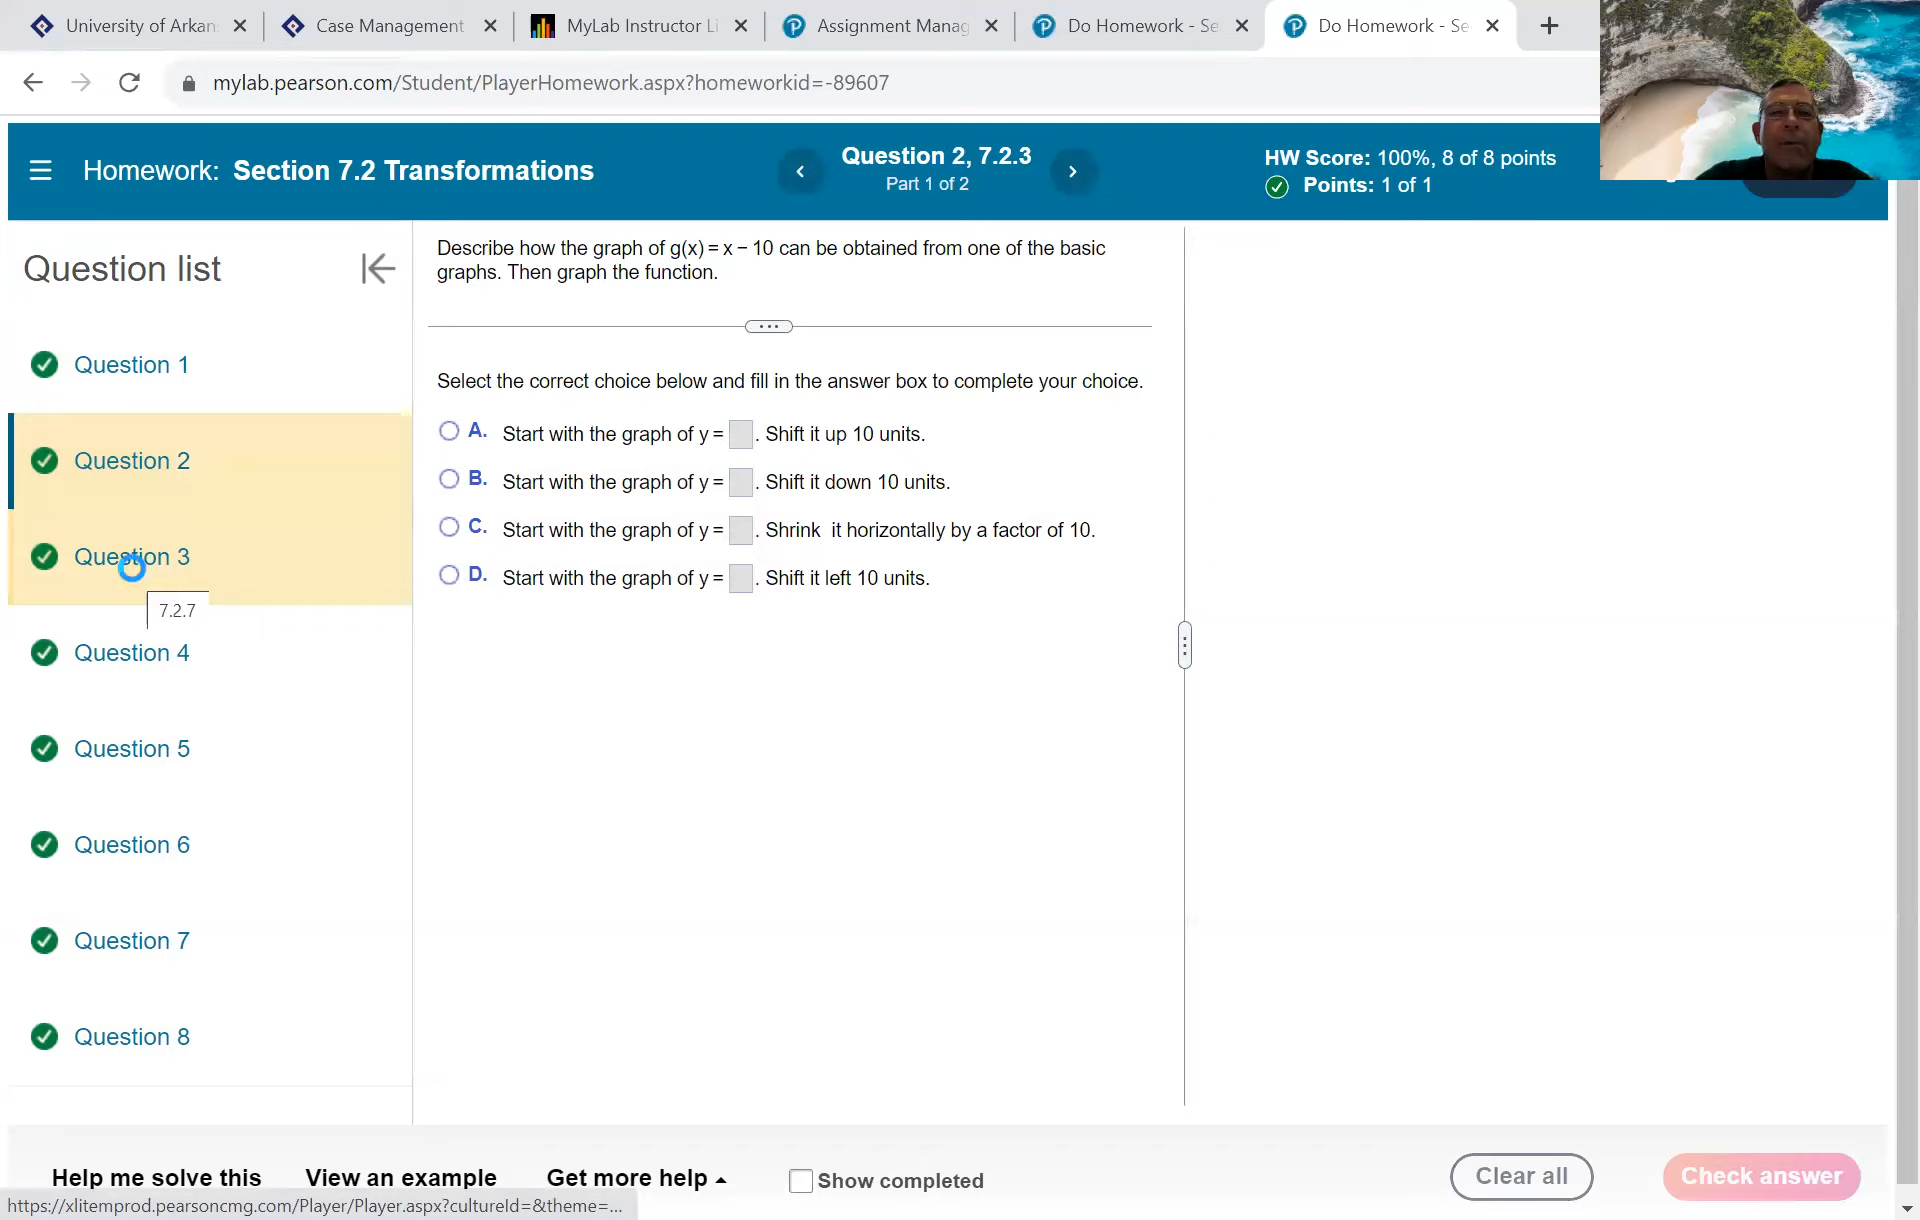 University of Arkan
Case Management
MyLab Instructor Li
Assignment Manag
Do Homework - Se
Do Homework - Se
mylab.pearson.com/Student/PlayerHomework.aspx?homeworkid=-89607
Homework: Section 7.2 Transformations
Question 2, 7.2.3
Part 1 of 2
HW Score: 100%, 8 of 8 points
Points: 1 of 1
Question list
Question 1
Question 2
Question 3
7.2.7
Question 4
Question 5
Question 6
Question 7
Question 8
Describe how the graph of g(x) = x − 10 can be obtained from one of the basic
graphs. Then graph the function.
Select the correct choice below and fill in the answer box to complete your choice.
A. Start with the graph of y = . Shift it up 10 units.
B. Start with the graph of y = . Shift it down 10 units.
C. Start with the graph of y = . Shrink it horizontally by a factor of 10.
D. Start with the graph of y = . Shift it left 10 units.
Help me solve this
View an example
Get more help
Show completed
Clear all
Check answer
https://xlitemprod.pearsoncmg.com/Player/Player.aspx?cultureId=&theme=...